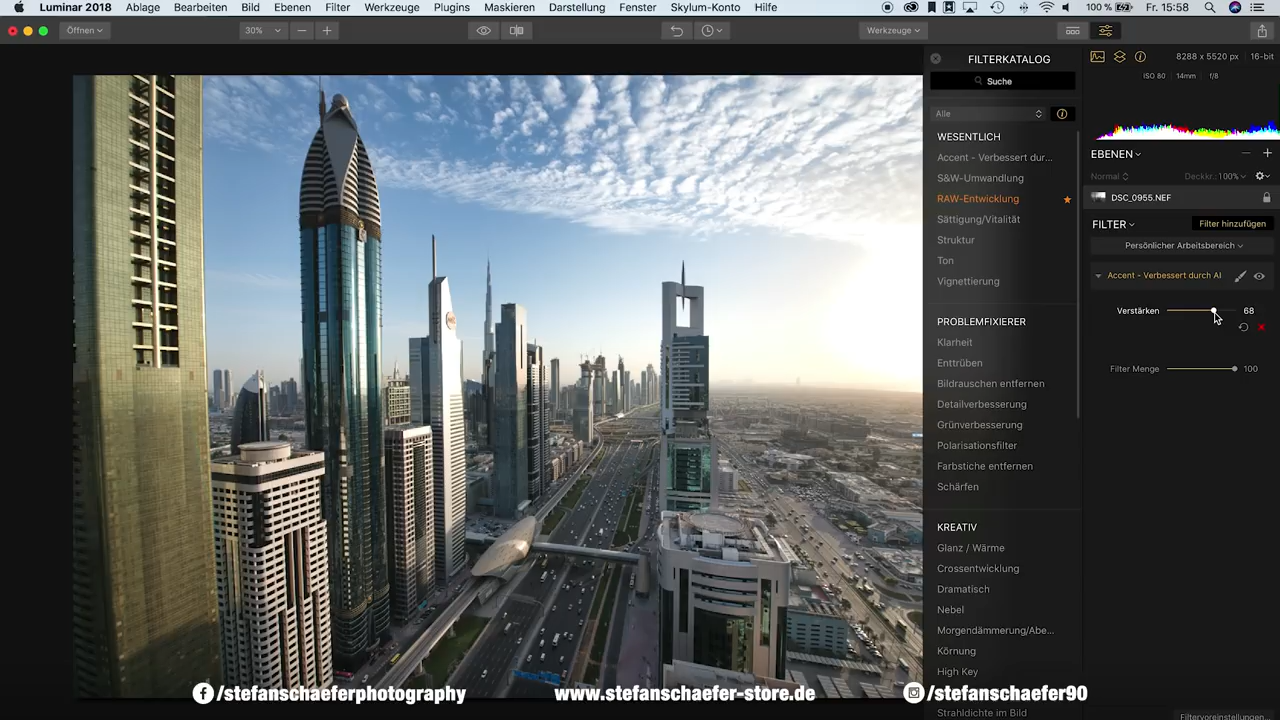 Luminar 2018 Ablage Bearbeiten Bild Ebenen Filter Werkzeuge Plugins Maskieren Darstellung Fenster Skylum-Konto Hilfe 100 % Fr. 15:58
Öffnen 30% Werkzeuge
FILTERKATALOG
Suche
Alle
WESENTLICH
Accent - Verbessert dur...
S&W-Umwandlung
RAW-Entwicklung
Sättigung/Vitalität
Struktur
Ton
Vignettierung
PROBLEMFIXIERER
Klarheit
Enttrüben
Bildrauschen entfernen
Detailverbesserung
Grünverbesserung
Polarisationsfilter
Farbstiche entfernen
Schärfen
KREATIV
Glanz / Wärme
Crossentwicklung
Dramatisch
Nebel
Morgendämmerung/Abe...
Körnung
High Key
Strahldichte im Bild
8288 x 5520 px 16-bit
ISO 80 14mm f/8
EBENEN
Normal Deckkr.: 100%
DSC_0955.NEF
FILTER Filter hinzufügen
Persönlicher Arbeitsbereich
Accent - Verbessert durch AI
Verstärken 68
Filter Menge 100
Filtervoreinstellungen...
/stefanschaeferphotography www.stefanschaefer-store.de /stefanschaefer90